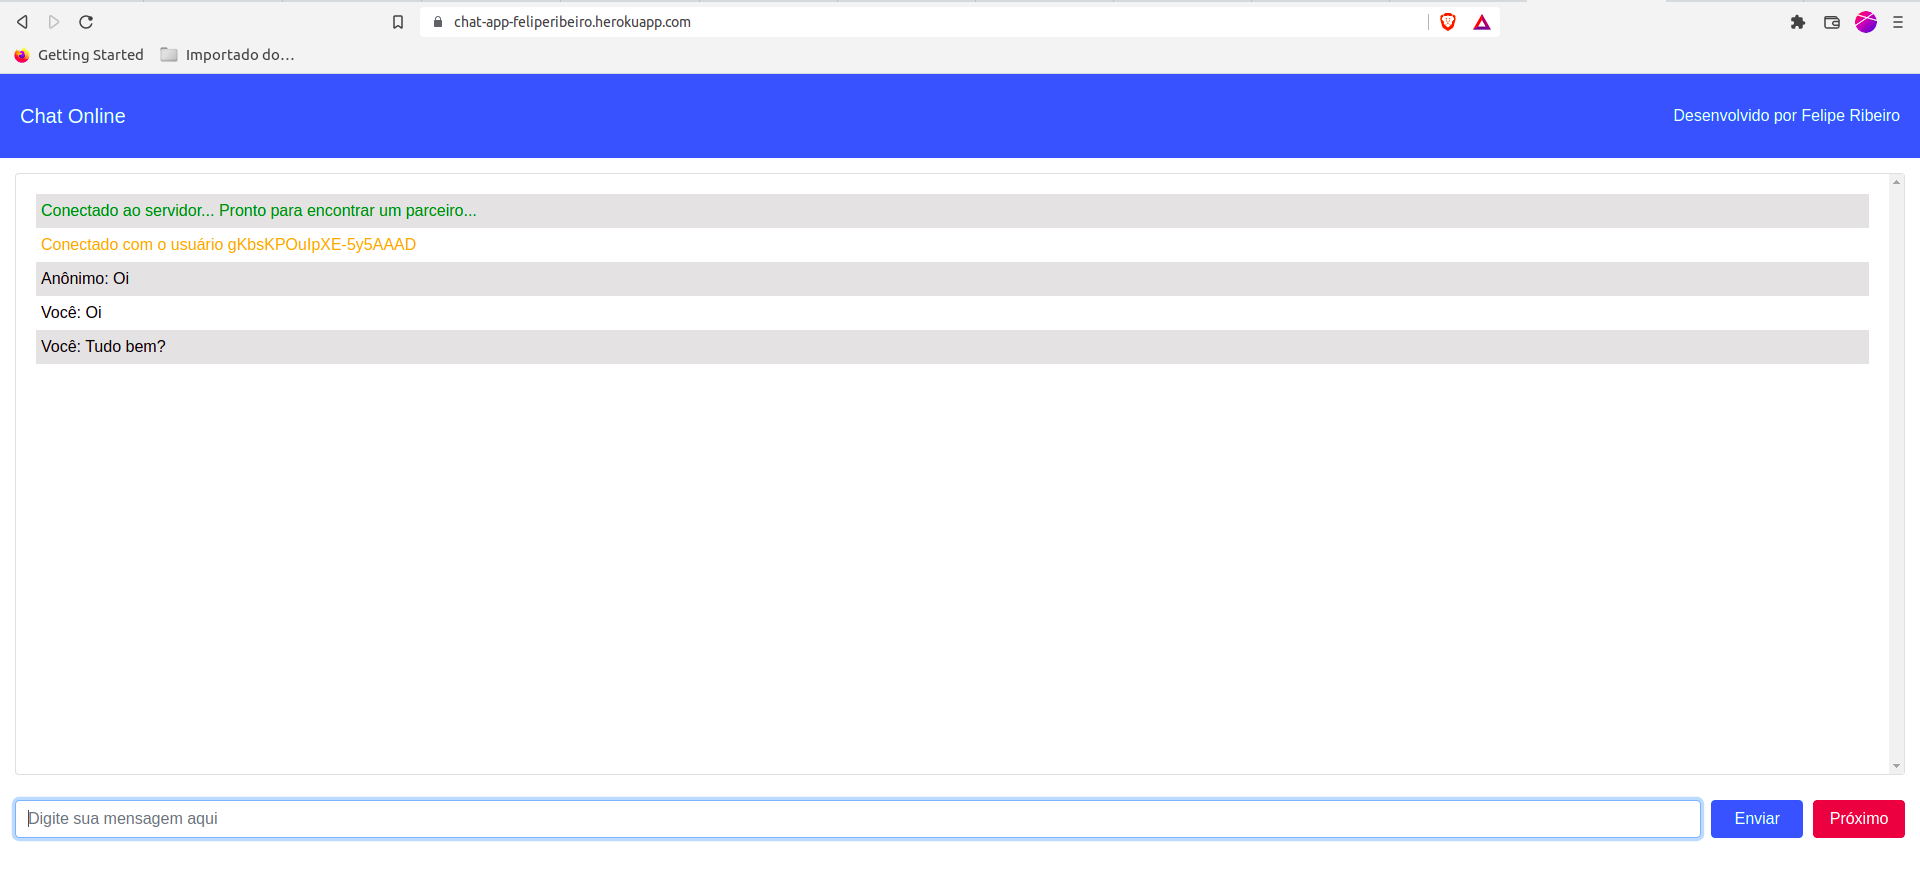 chat-app-feliperibeiro.herokuapp.com
Getting Started Importado do…
Chat Online
Desenvolvido por Felipe Ribeiro
Conectado ao servidor... Pronto para encontrar um parceiro...
Conectado com o usuário gKbsKPOuIpXE-5y5AAAD
Anônimo: Oi
Você: Oi
Você: Tudo bem?
Digite sua mensagem aqui
Enviar
Próximo